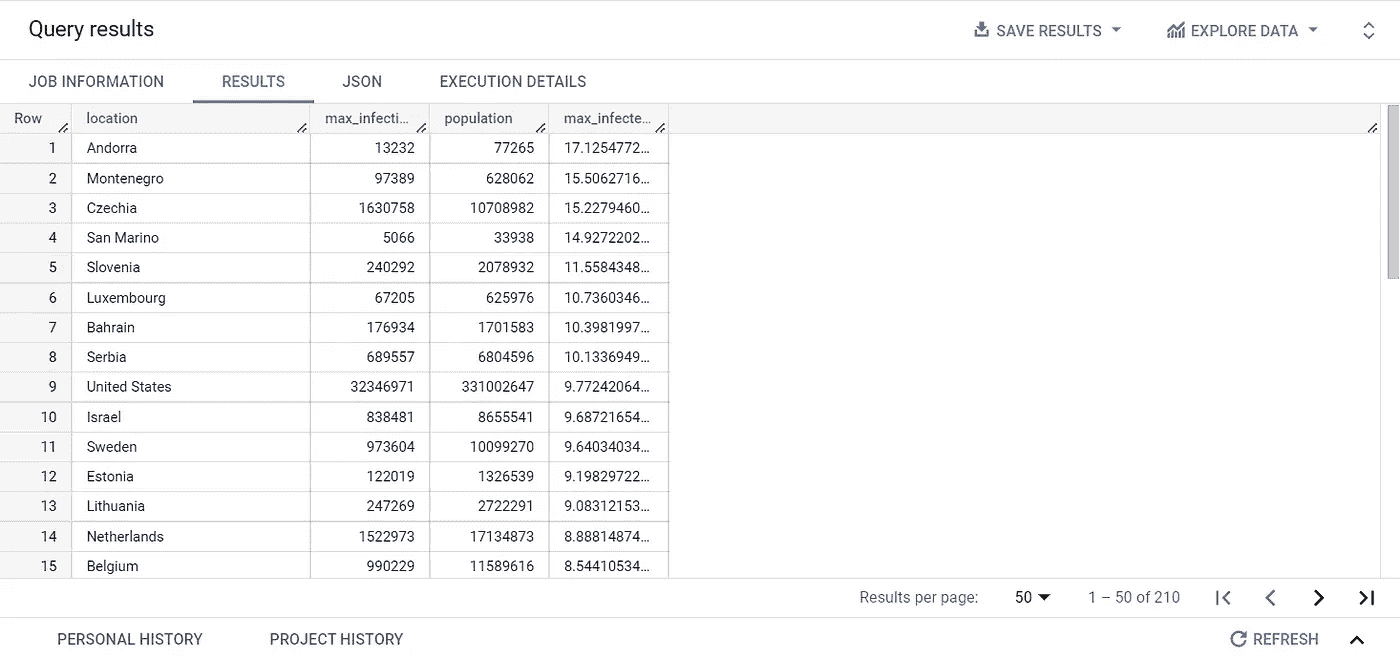 Query results
SAVE RESULTS
EXPLORE DATA
JOB INFORMATION RESULTS JSON EXECUTION DETAILS
Row location max_infecti... population max_infecte...
1 Andorra 13232 77265 17.1254772...
2 Montenegro 97389 628062 15.5062716...
3 Czechia 1630758 10708982 15.2279460...
4 San Marino 5066 33938 14.9272202...
5 Slovenia 240292 2078932 11.5584348...
6 Luxembourg 67205 625976 10.7360346...
7 Bahrain 176934 1701583 10.3981997...
8 Serbia 689557 6804596 10.1336949...
9 United States 32346971 331002647 9.77242064...
10 Israel 838481 8655541 9.68721654...
11 Sweden 973604 10099270 9.64034034...
12 Estonia 122019 1326539 9.19829722...
13 Lithuania 247269 2722291 9.08312153...
14 Netherlands 1522973 17134873 8.88814874...
15 Belgium 990229 11589616 8.54410534...
Results per page: 50 1 – 50 of 210
PERSONAL HISTORY PROJECT HISTORY REFRESH